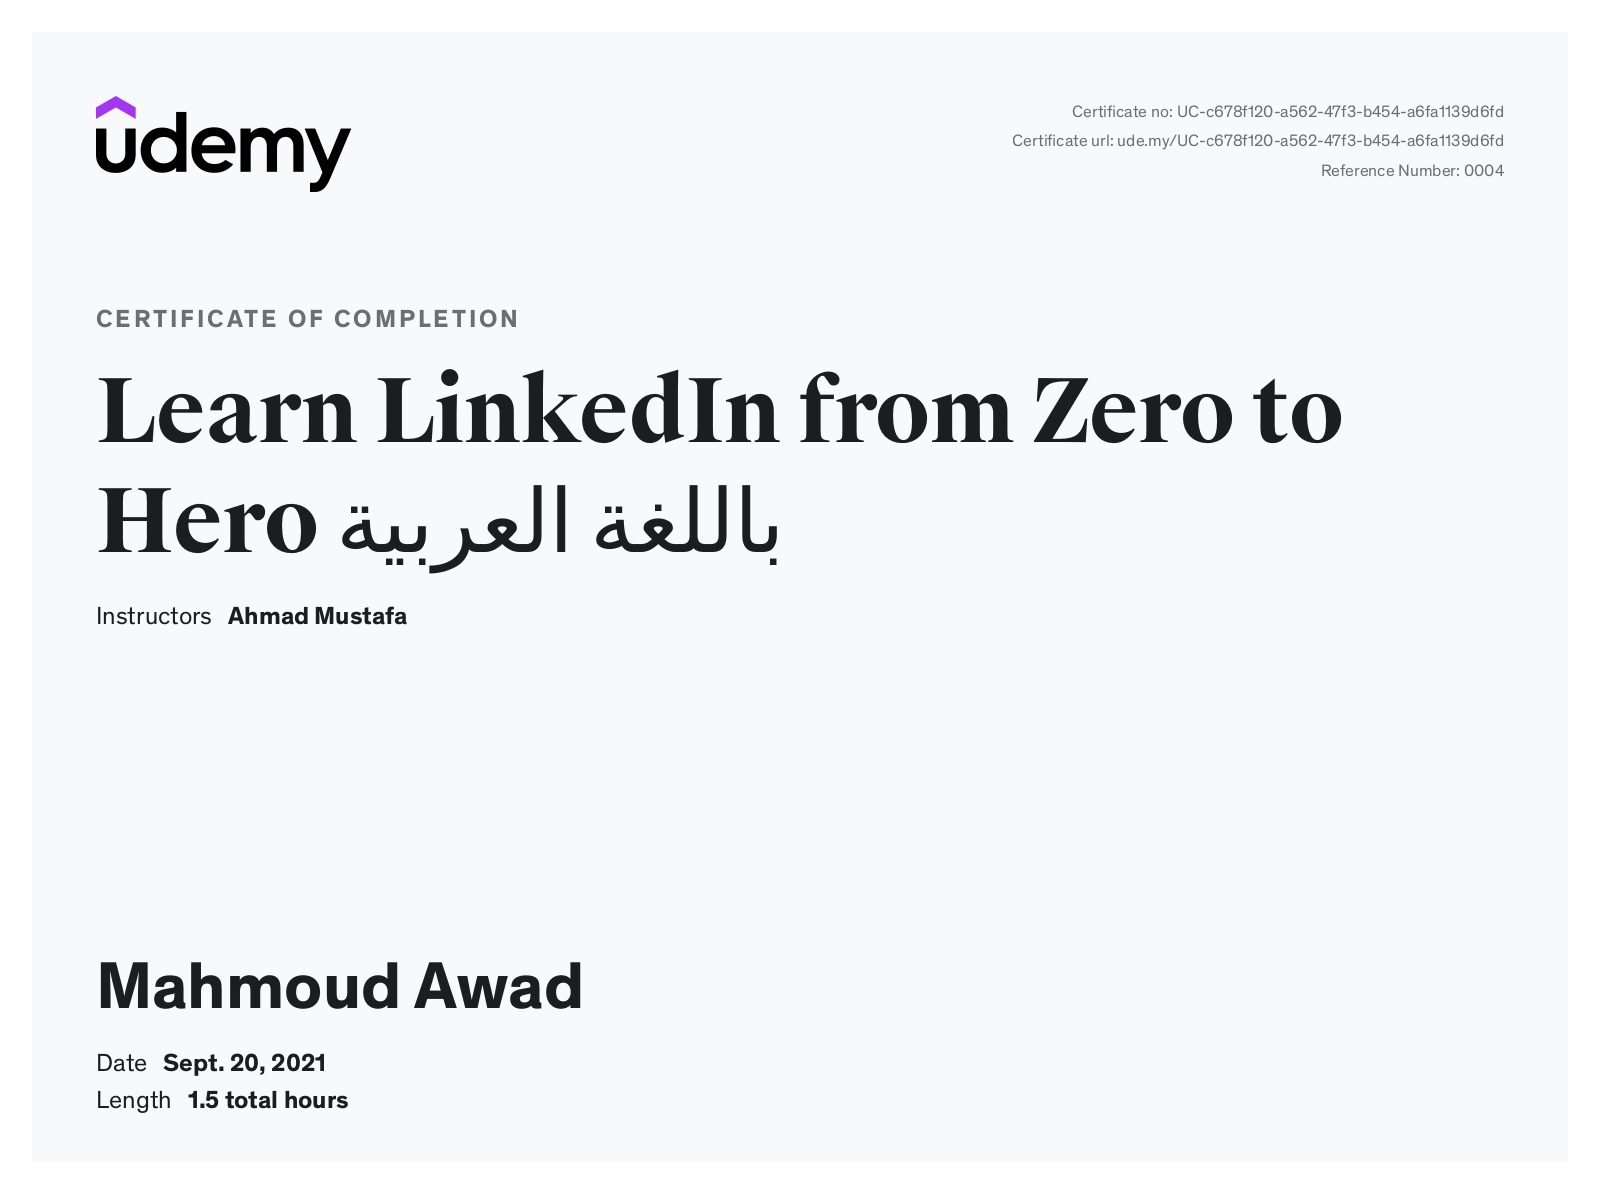 udemy
Certificate no: UC-c678f120-a562-47f3-b454-a6fa1139d6fd
Certificate url: ude.my/UC-c678f120-a562-47f3-b454-a6fa1139d6fd
Reference Number: 0004
CERTIFICATE OF COMPLETION
Learn LinkedIn from Zero to
Hero باللغة العربية
Instructors Ahmad Mustafa
Mahmoud Awad
Date Sept. 20, 2021
Length 1.5 total hours